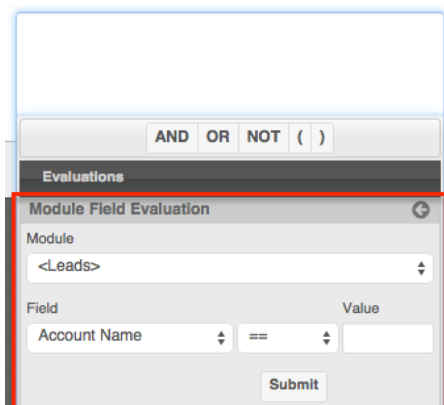 AND OR NOT ( )
Evaluations
Module Field Evaluation
Module
<Leads>
Field Value
Account Name ==
Submit